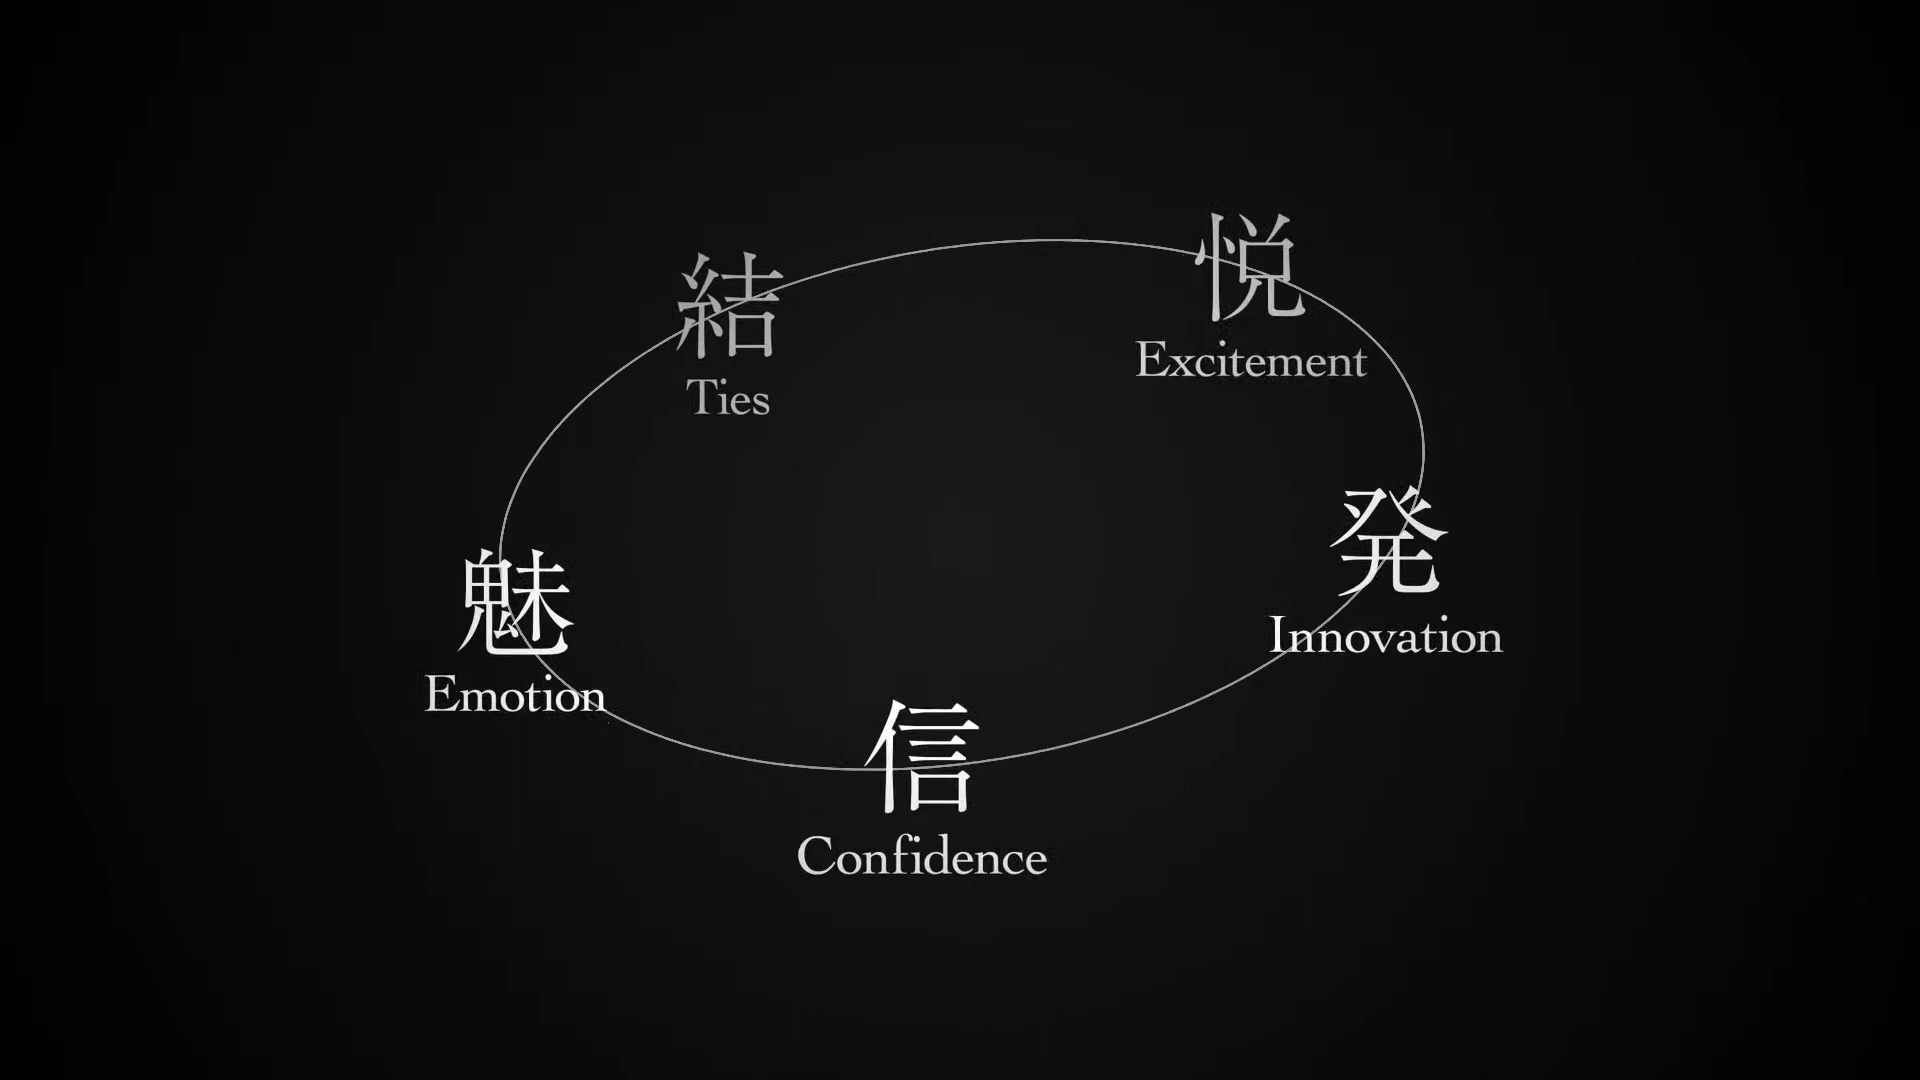 悦
Excitement
結
Ties
発
Innovation
魅
Emotion
信
Confidence